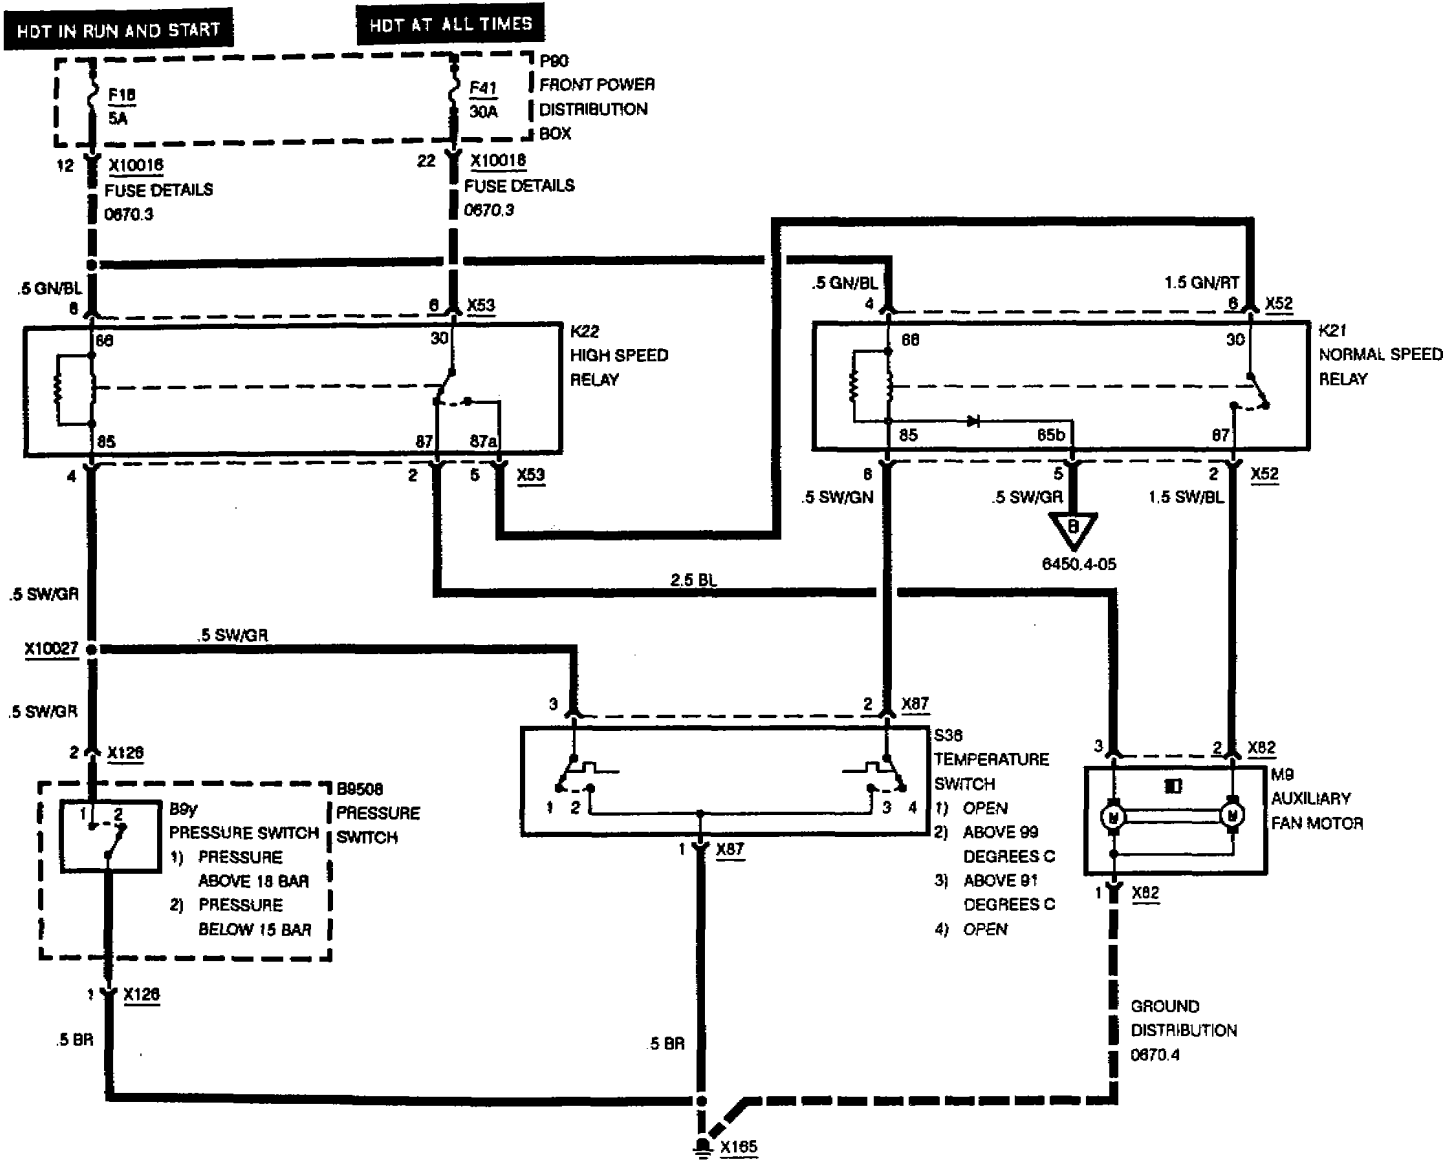 HOT IN RUN AND START
HOT AT ALL TIMES
P90
FRONT POWER
DISTRIBUTION
BOX
F18
5A
F41
30A
12
X10016
FUSE DETAILS
0670.3
22
X10018
FUSE DETAILS
0670.3
.5 GN/BL
6
6
X53
.5 GN/BL
4
1.5 GN/RT
6
X52
K22
HIGH SPEED
RELAY
86
30
85
87
87a
K21
NORMAL SPEED
RELAY
86
30
85
85b
87
4
2
5
X53
6
5
2
X52
.5 SW/GN
.5 SW/GR
1.5 SW/BL
B
6450.4-05
2.5 BL
.5 SW/GR
X10027
.5 SW/GR
.5 SW/GR
2
X126
3
2
X87
3
2
X82
B9508
PRESSURE
SWITCH
1
2
B9y
PRESSURE SWITCH
1) PRESSURE
ABOVE 18 BAR
2) PRESSURE
BELOW 15 BAR
1
2
3
4
S36
TEMPERATURE
SWITCH
1) OPEN
2) ABOVE 99
DEGREES C
3) ABOVE 91
DEGREES C
4) OPEN
M
M
M9
AUXILIARY
FAN MOTOR
1
X87
1
X82
1
X126
.5 BR
.5 BR
GROUND
DISTRIBUTION
0670.4
X165